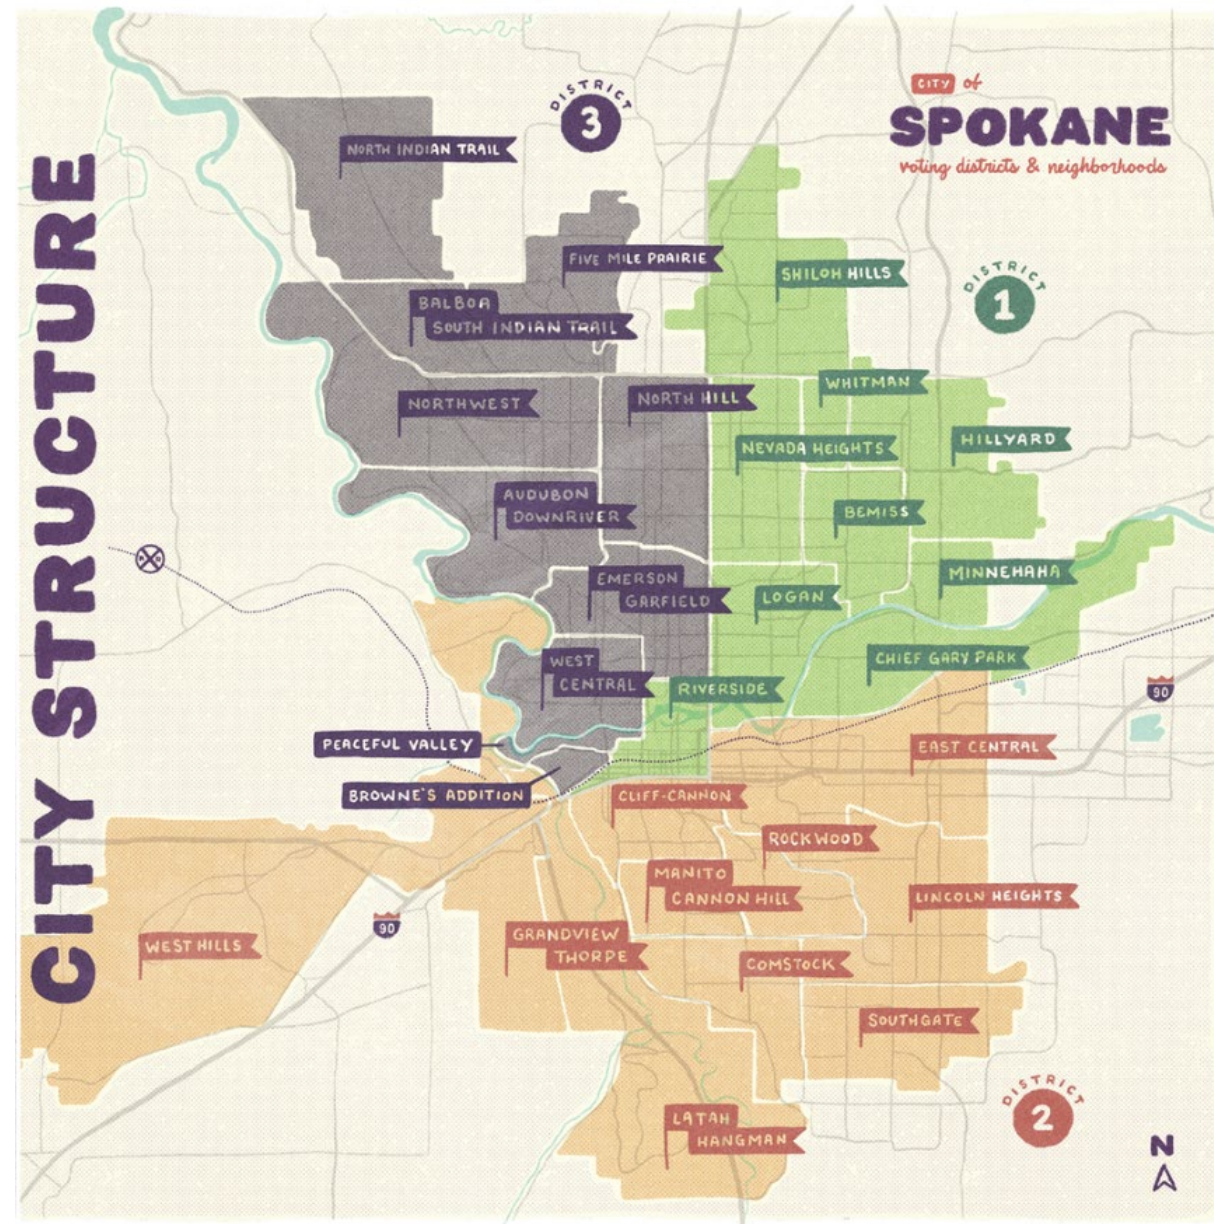 CITY STRUCTURE
CITY of
SPOKANE
voting districts & neighborhoods
DISTRICT
3
NORTH INDIAN TRAIL
FIVE MILE PRAIRIE
SHILOH HILLS
DISTRICT
1
BALBOA
SOUTH INDIAN TRAIL
WHITMAN
NORTHWEST
NORTH HILL
NEVADA HEIGHTS
HILLYARD
AUDUBON
DOWNRIVER
BEMISS
EMERSON
GARFIELD
LOGAN
MINNEHAHA
WEST
CENTRAL
RIVERSIDE
CHIEF GARY PARK
90
PEACEFUL VALLEY
EAST CENTRAL
BROWNE'S ADDITION
CLIFF-CANNON
ROCKWOOD
MANITO
CANNON HILL
LINCOLN HEIGHTS
90
WEST HILLS
GRANDVIEW
THORPE
COMSTOCK
SOUTHGATE
DISTRICT
2
LATAH
HANGMAN
N